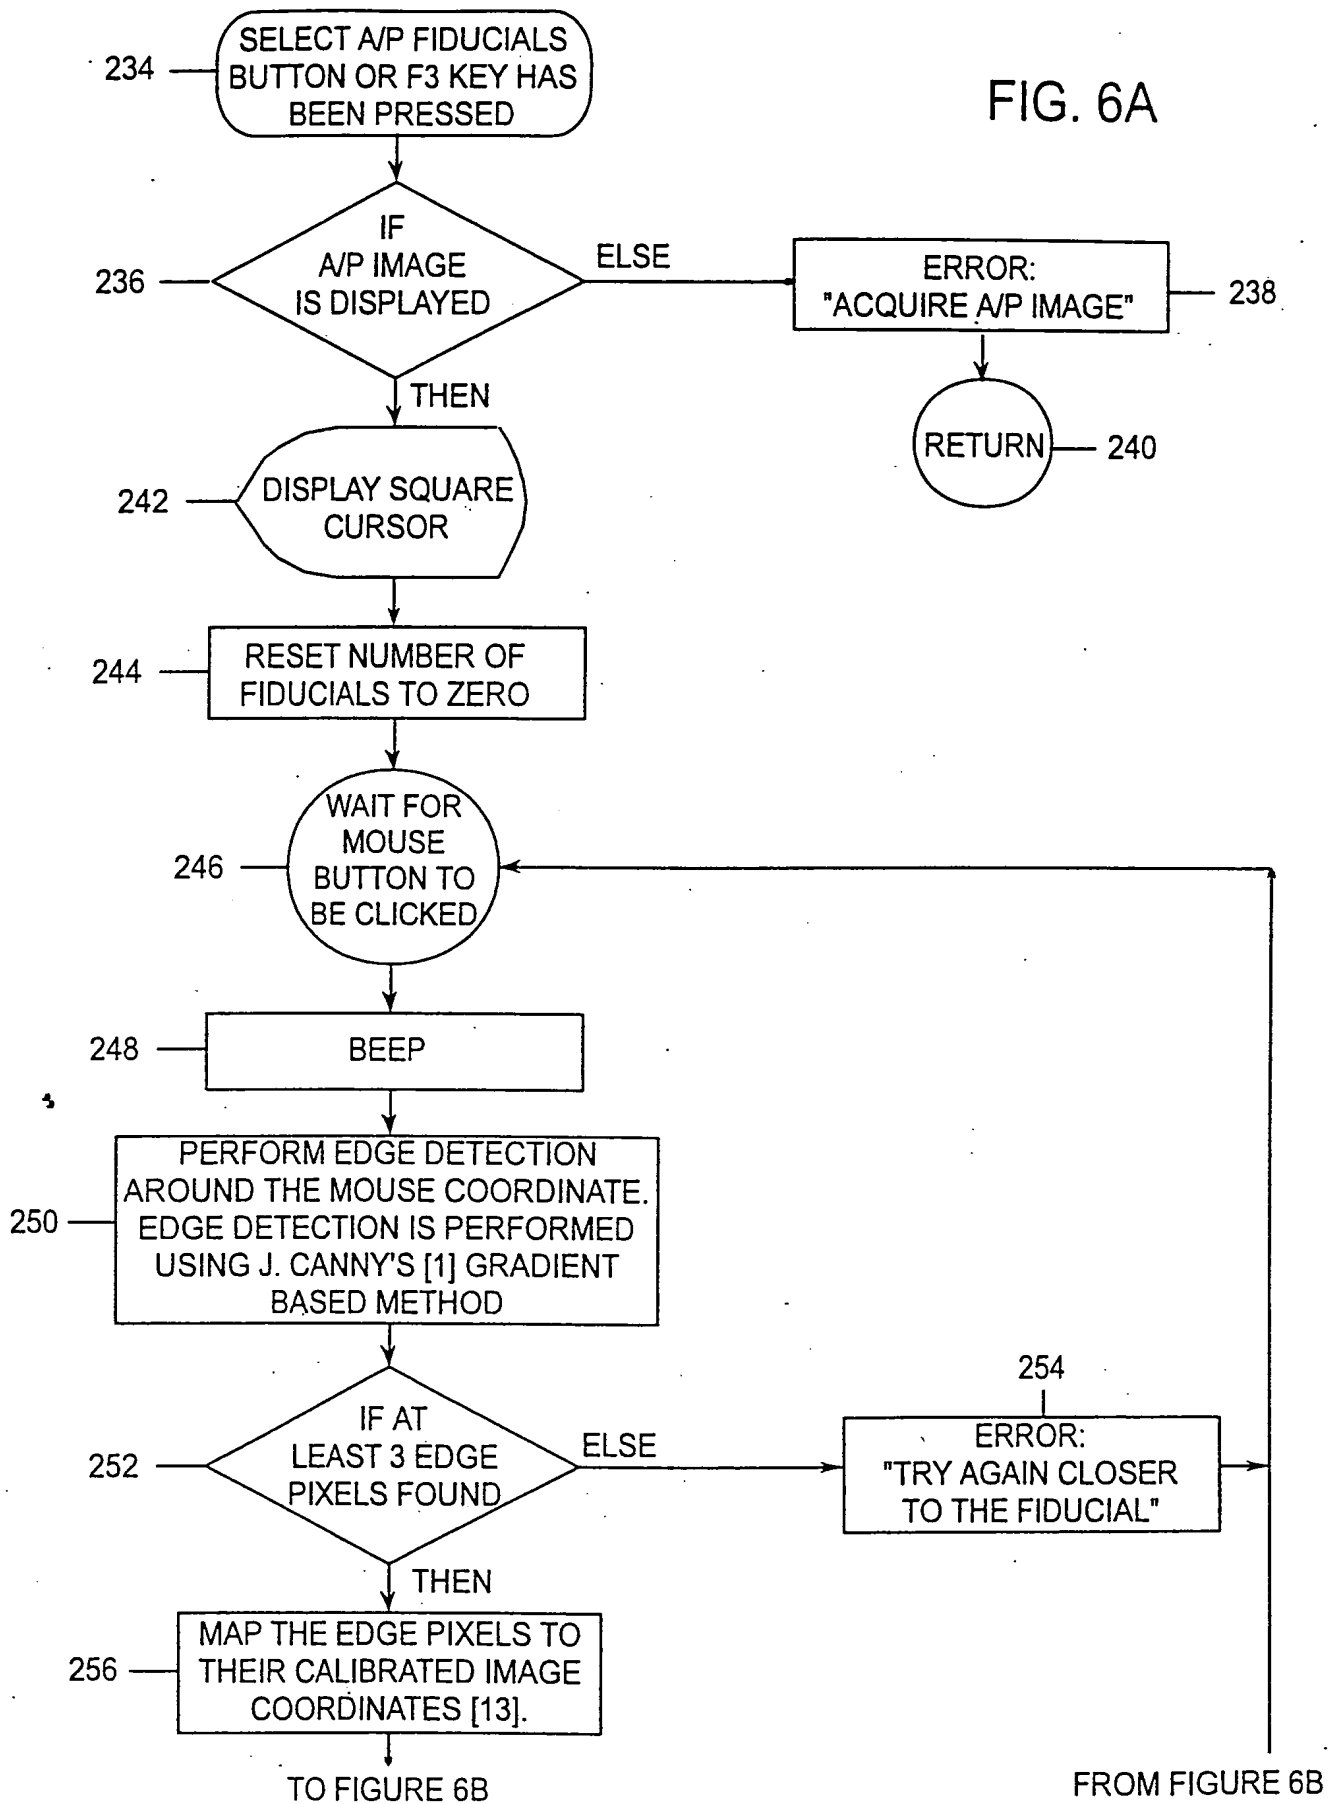 FIG. 6A
234
SELECT A/P FIDUCIALS
BUTTON OR F3 KEY HAS
BEEN PRESSED
236
IF
A/P IMAGE
IS DISPLAYED
ELSE
ERROR:
"ACQUIRE A/P IMAGE"
238
RETURN
240
THEN
242
DISPLAY SQUARE
CURSOR
244
RESET NUMBER OF
FIDUCIALS TO ZERO
246
WAIT FOR
MOUSE
BUTTON TO
BE CLICKED
248
BEEP
250
PERFORM EDGE DETECTION
AROUND THE MOUSE COORDINATE.
EDGE DETECTION IS PERFORMED
USING J. CANNY'S [1] GRADIENT
BASED METHOD
252
IF AT
LEAST 3 EDGE
PIXELS FOUND
ELSE
254
ERROR:
"TRY AGAIN CLOSER
TO THE FIDUCIAL"
THEN
256
MAP THE EDGE PIXELS TO
THEIR CALIBRATED IMAGE
COORDINATES [13].
TO FIGURE 6B
FROM FIGURE 6B